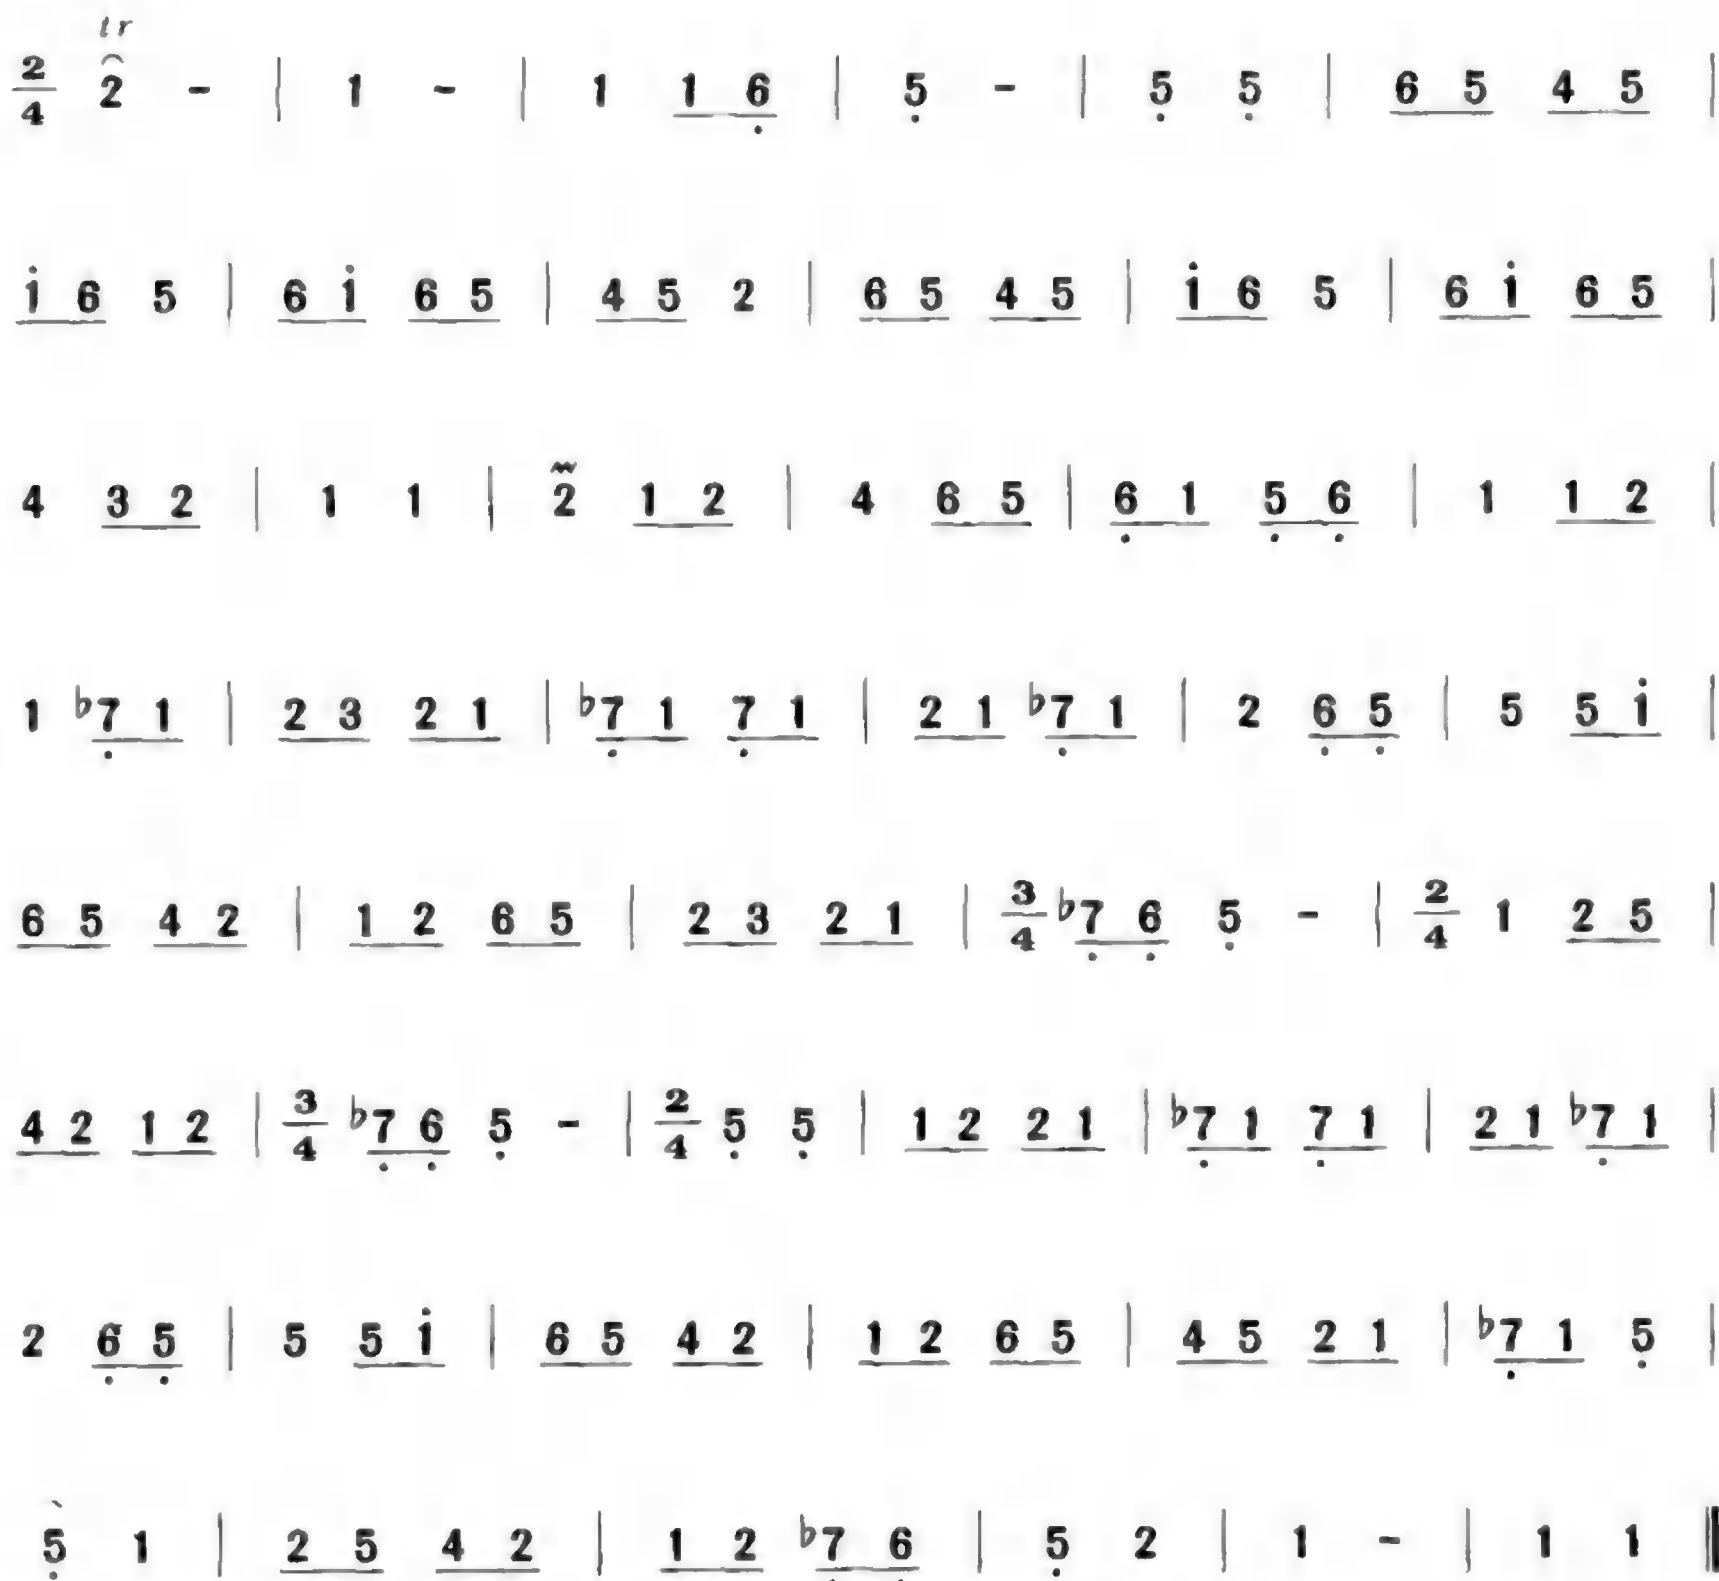 tr
2/4 2 - | 1 - | 1 1 6̣ | 5̣ - | 5̣ 5̣ | 6 5 4 5 |
i 6 5 | 6 i 6 5 | 4 5 2 | 6 5 4 5 | i 6 5 | 6 i 6 5 |
4 3 2 | 1 1 | 2 1 2 | 4 6 5 | 6̣ 1 5̣ 6̣ | 1 1 2 |
1 ♭7̣ 1 | 2 3 2 1 | ♭7̣ 1 7̣ 1 | 2 1 ♭7̣ 1 | 2 6̣ 5̣ | 5 5 i |
6 5 4 2 | 1 2 6 5 | 2 3 2 1 | 3/4 ♭7̣ 6̣ 5̣ - | 2/4 1 2 5 |
4 2 1 2 | 3/4 ♭7̣ 6̣ 5̣ - | 2/4 5̣ 5̣ | 1 2 2 1 | ♭7̣ 1 7̣ 1 | 2 1 ♭7̣ 1 |
2 6̣ 5̣ | 5 5 i | 6 5 4 2 | 1 2 6 5 | 4 5 2 1 | ♭7̣ 1 5̣ |
5̣ 1 | 2 5 4 2 | 1 2 ♭7̣ 6̣ | 5̣ 2 | 1 - | 1 1 ‖